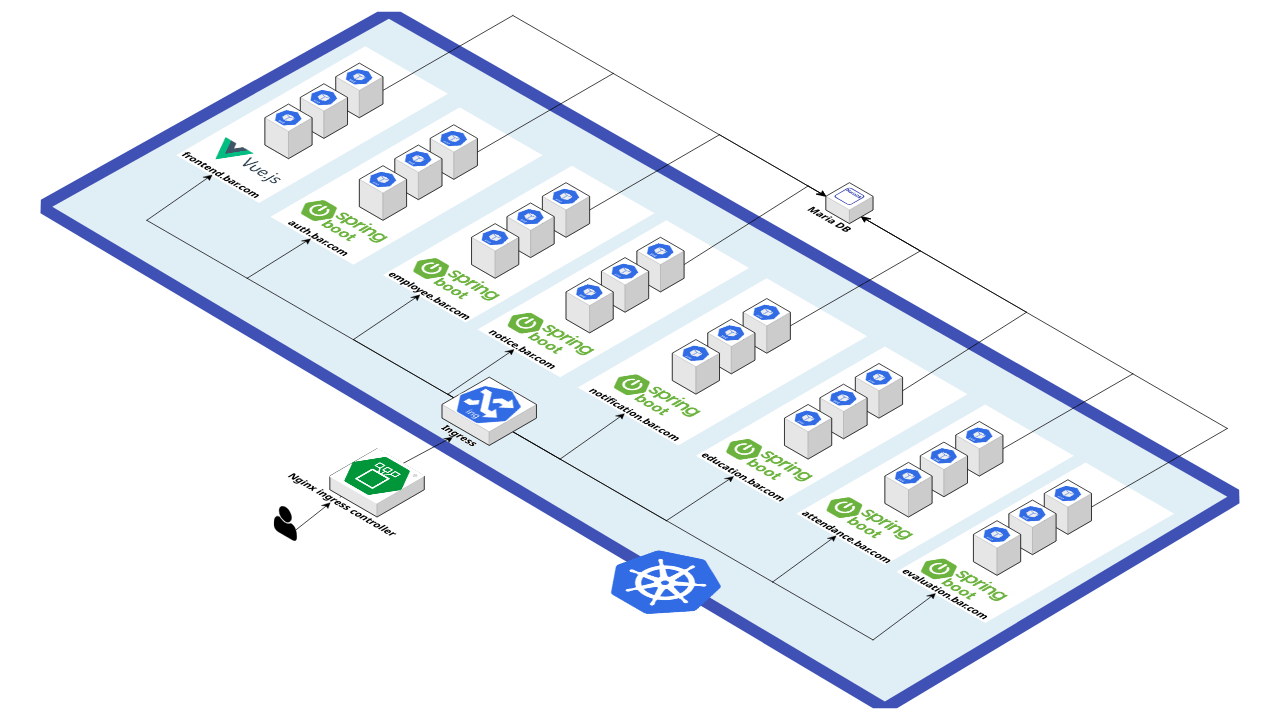 Vue.js
frontend.bar.com
spring
boot
auth.bar.com
spring
boot
employee.bar.com
spring
boot
notice.bar.com
spring
boot
notification.bar.com
spring
boot
education.bar.com
spring
boot
attendance.bar.com
spring
boot
evaluation.bar.com
Maria DB
ing
Ingress
Nginx ingress controller